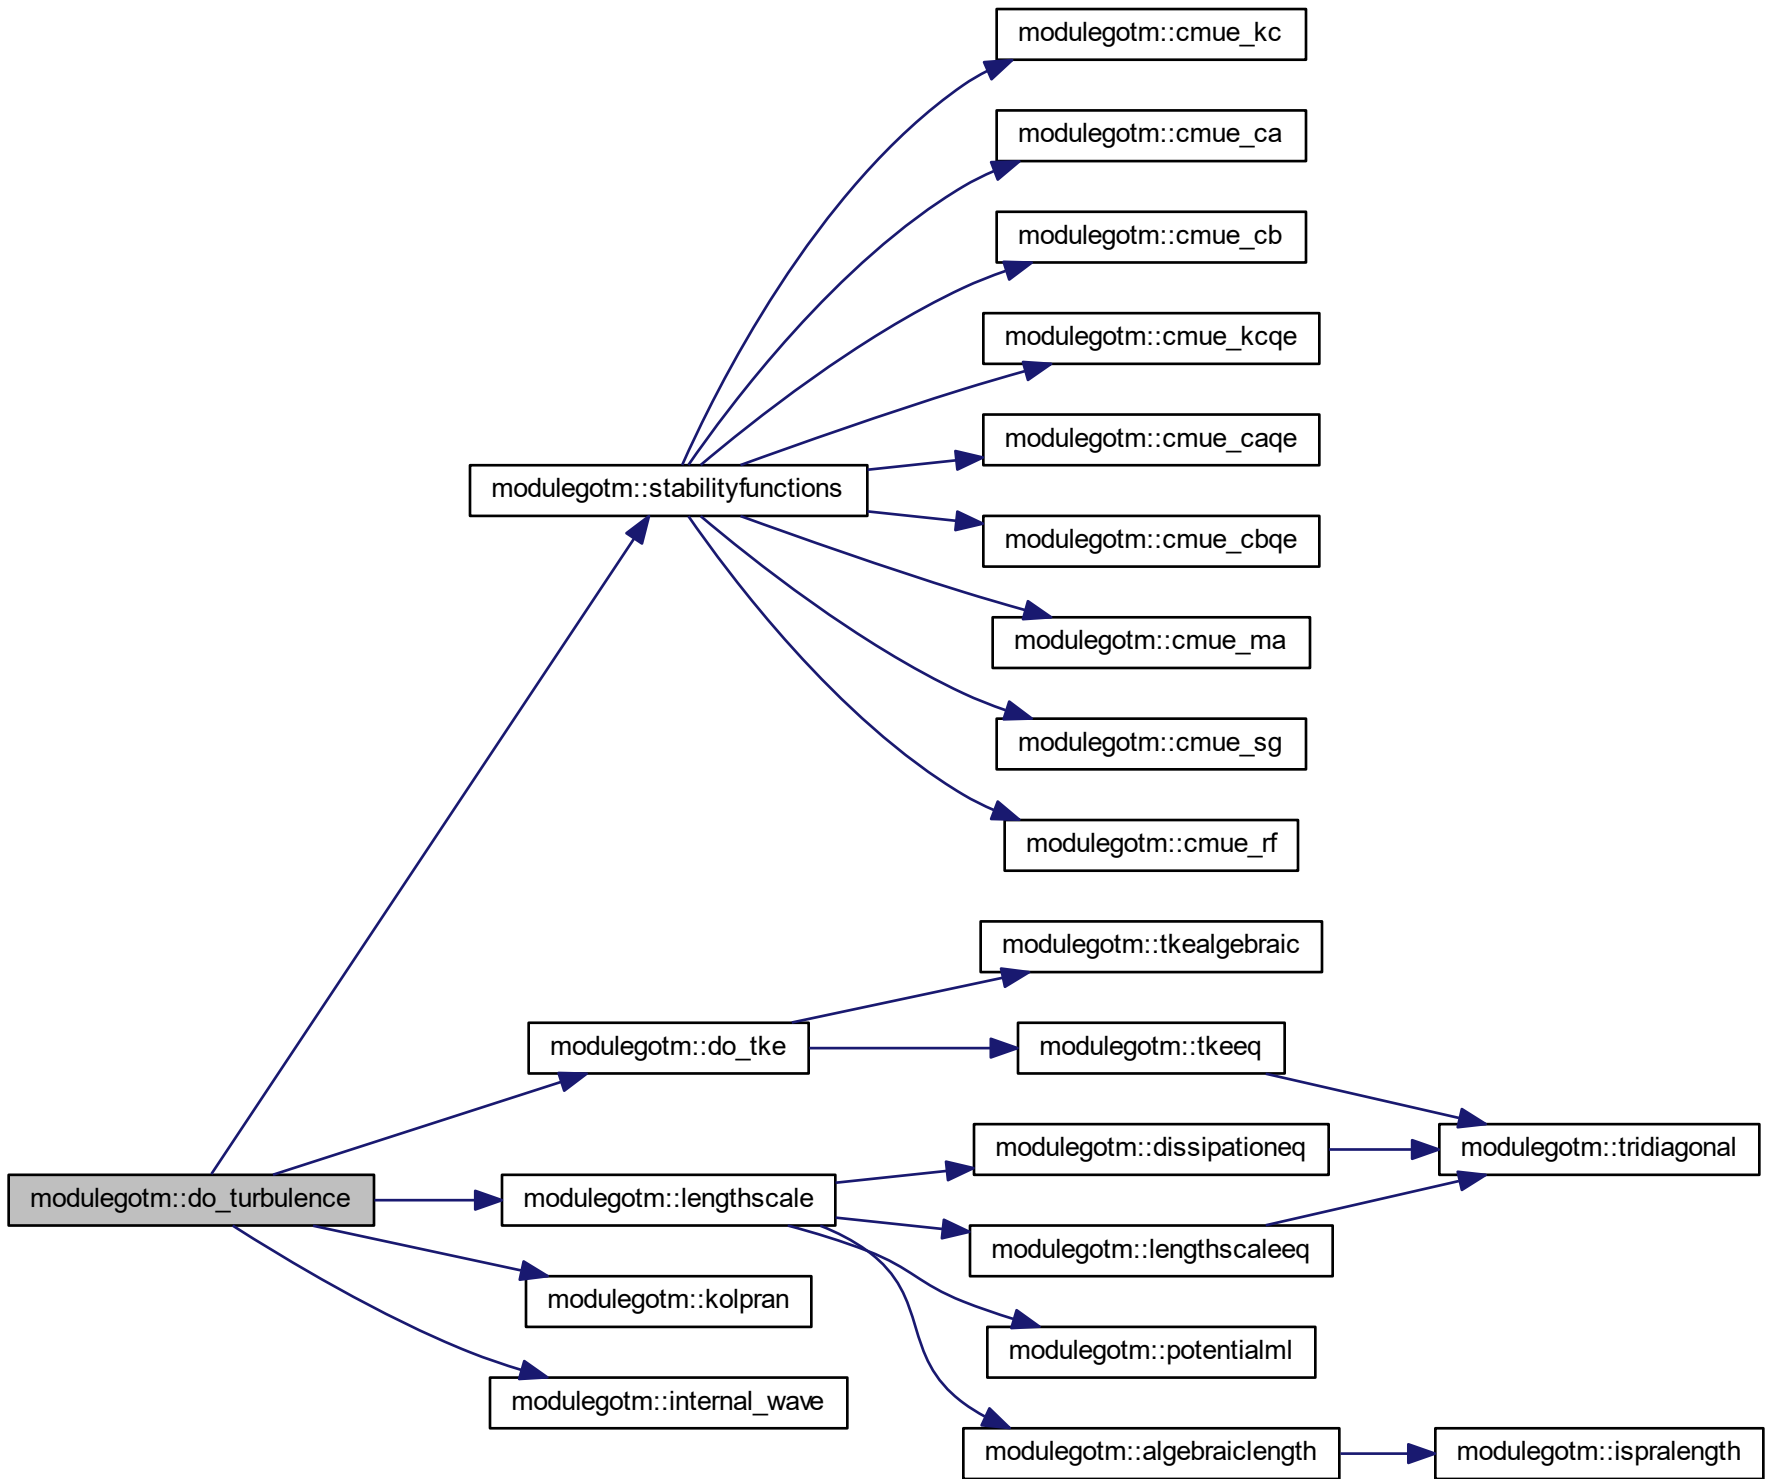 modulegotm::cmue_kc
modulegotm::cmue_ca
modulegotm::cmue_cb
modulegotm::cmue_kcqe
modulegotm::cmue_caqe
modulegotm::stabilityfunctions
modulegotm::cmue_cbqe
modulegotm::cmue_ma
modulegotm::cmue_sg
modulegotm::cmue_rf
modulegotm::tkealgebraic
modulegotm::do_tke
modulegotm::tkeeq
modulegotm::dissipationeq
modulegotm::tridiagonal
modulegotm::do_turbulence
modulegotm::lengthscale
modulegotm::lengthscaleeq
modulegotm::kolpran
modulegotm::potentialml
modulegotm::internal_wave
modulegotm::algebraiclength
modulegotm::ispralength